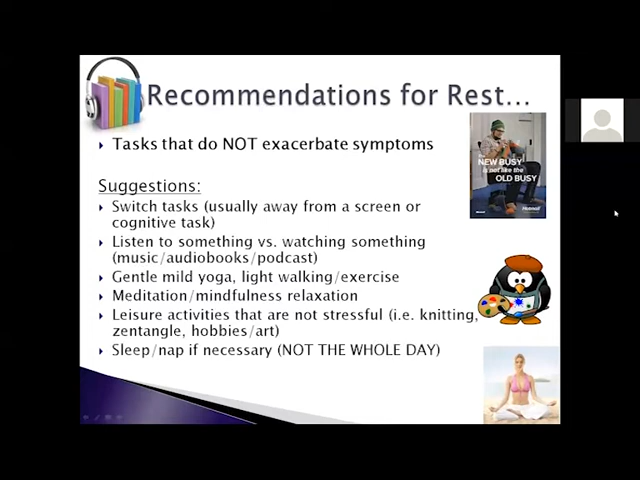 Recommendations for Rest...
Tasks that do NOT exacerbate symptoms
NEW BUSY
is not like the
OLD BUSY
Suggestions:
Switch tasks (usually away from a screen or
cognitive task)
Listen to something vs. watching something
(music/audiobooks/podcast)
Gentle mild yoga, light walking/exercise
Meditation/mindfulness relaxation
Leisure activities that are not stressful (i.e. knitting,
zentangle, hobbies/art)
Sleep/nap if necessary (NOT THE WHOLE DAY)